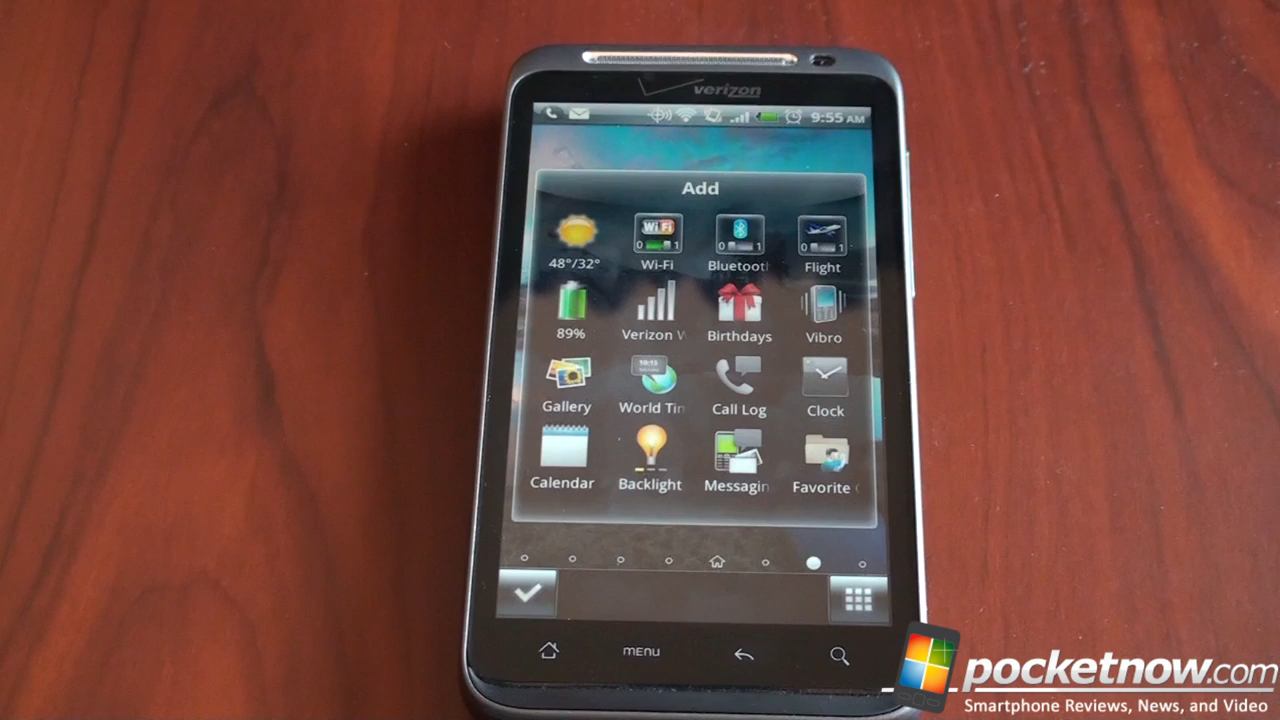 verizon
9:55 AM
Add
48°/32°
WiFi
0 1
Wi-Fi
0 1
Bluetoot
0 1
Flight
89%
Verizon
Birthdays
Vibro
Gallery
10:15
World Tim
Call Log
Clock
Calendar
Backlight
Messagin
Favorite
MENU
pocketnow.com
Smartphone Reviews, News, and Video